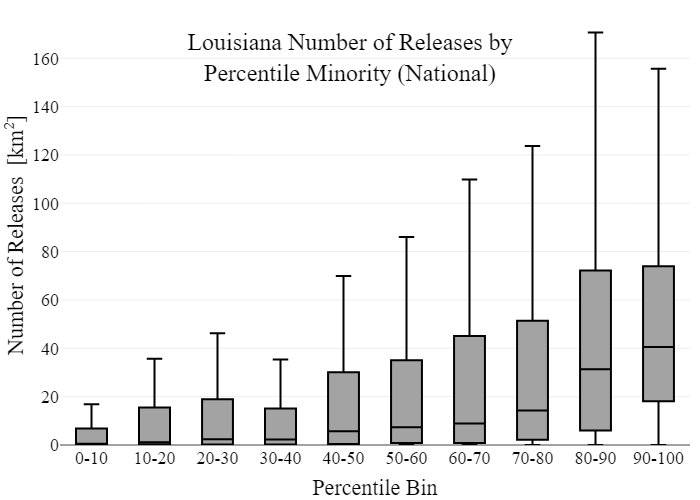 Louisiana Number of Releases by
Percentile Minority (National)
Number of Releases [km²]
160
140
120
100
80
60
40
20
0
0-10 10-20 20-30 30-40 40-50 50-60 60-70 70-80 80-90 90-100
Percentile Bin